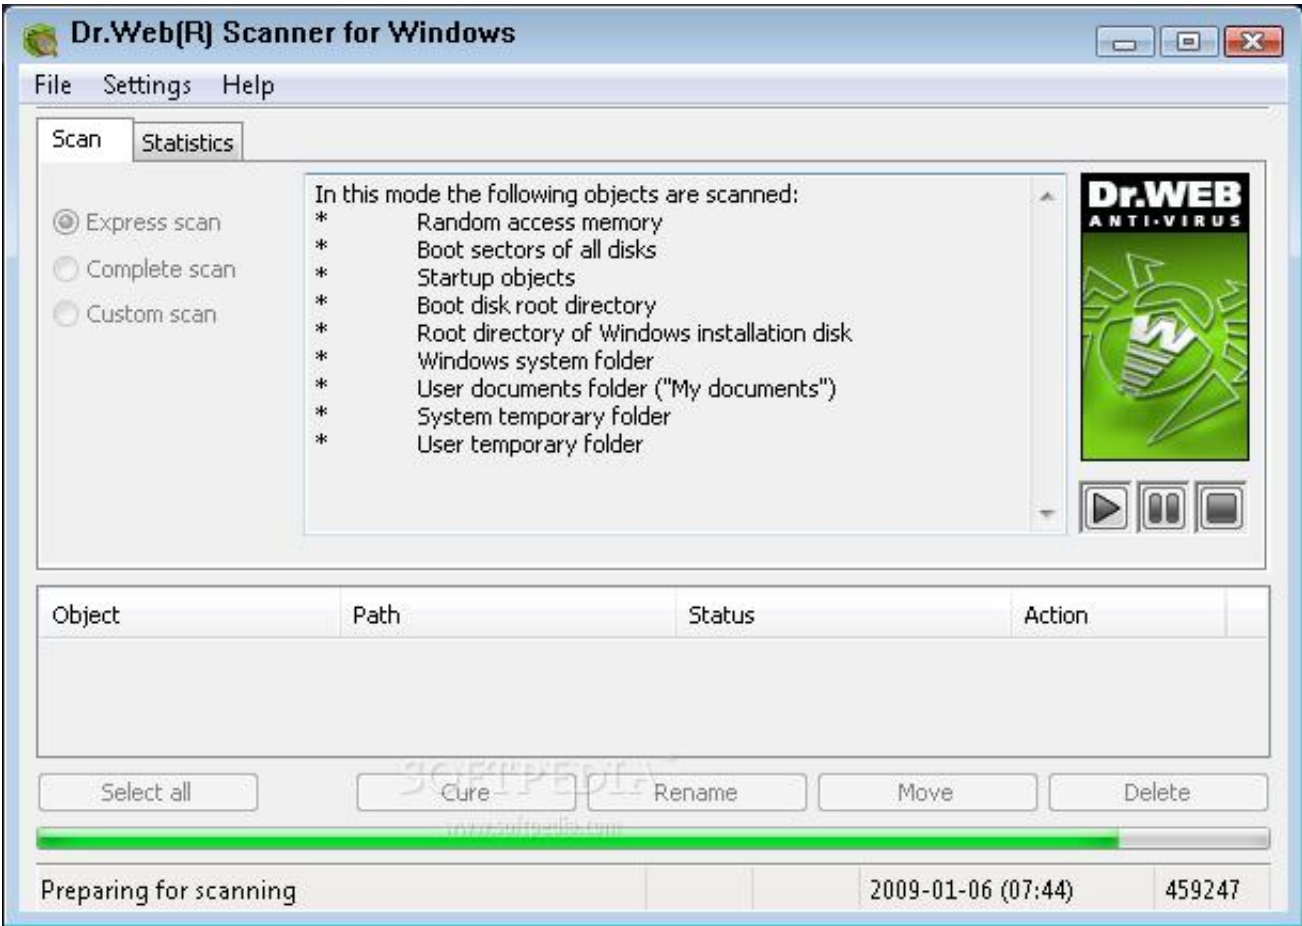 Dr.Web(R) Scanner for Windows
File Settings Help
Scan Statistics
Express scan
Complete scan
Custom scan
In this mode the following objects are scanned:
* Random access memory
* Boot sectors of all disks
* Startup objects
* Boot disk root directory
* Root directory of Windows installation disk
* Windows system folder
* User documents folder ("My documents")
* System temporary folder
* User temporary folder
Dr.WEB
ANTI-VIRUS
Object Path Status Action
SOFTPEDIA
Select all Cure Rename Move Delete
www.softpedia.com
Preparing for scanning 2009-01-06 (07:44) 459247